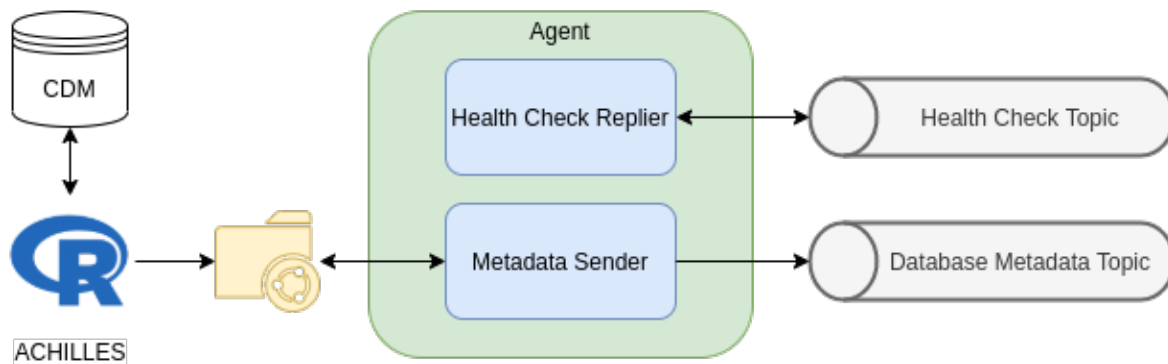 Agent
CDM
Health Check Replier
Health Check Topic
R
Metadata Sender
Database Metadata Topic
ACHILLES